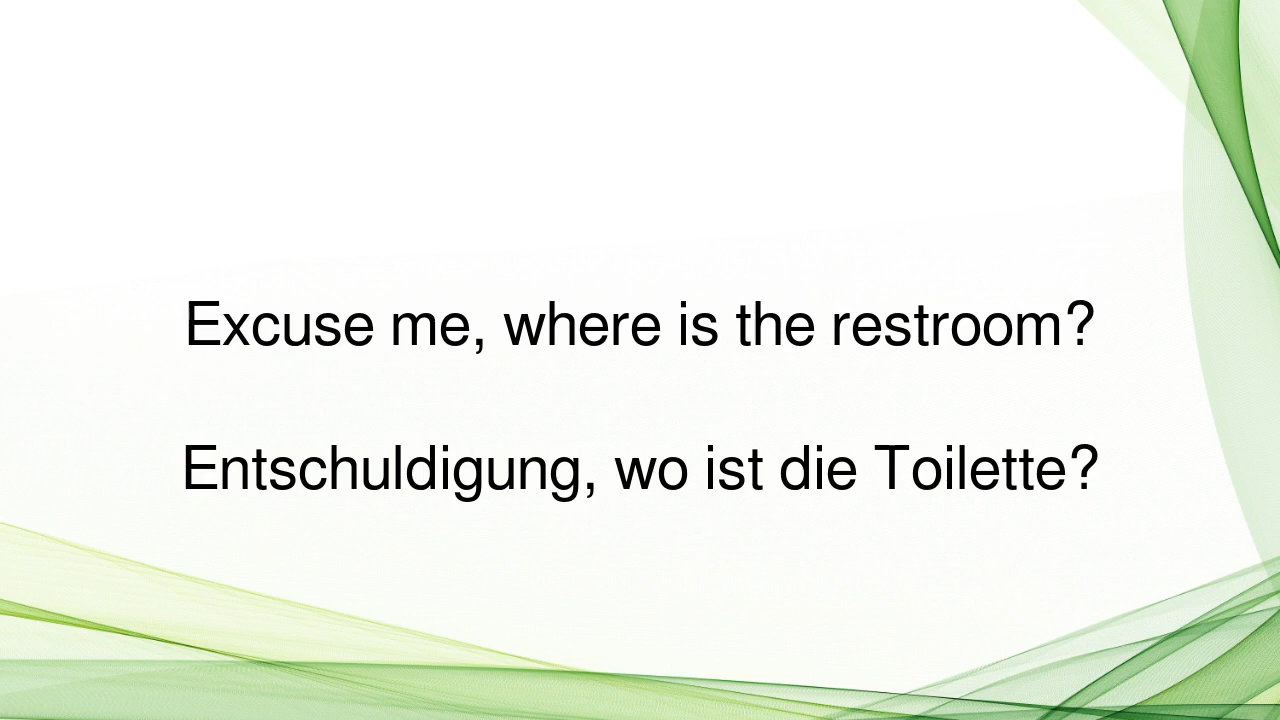 Excuse me, where is the restroom?
Entschuldigung, wo ist die Toilette?